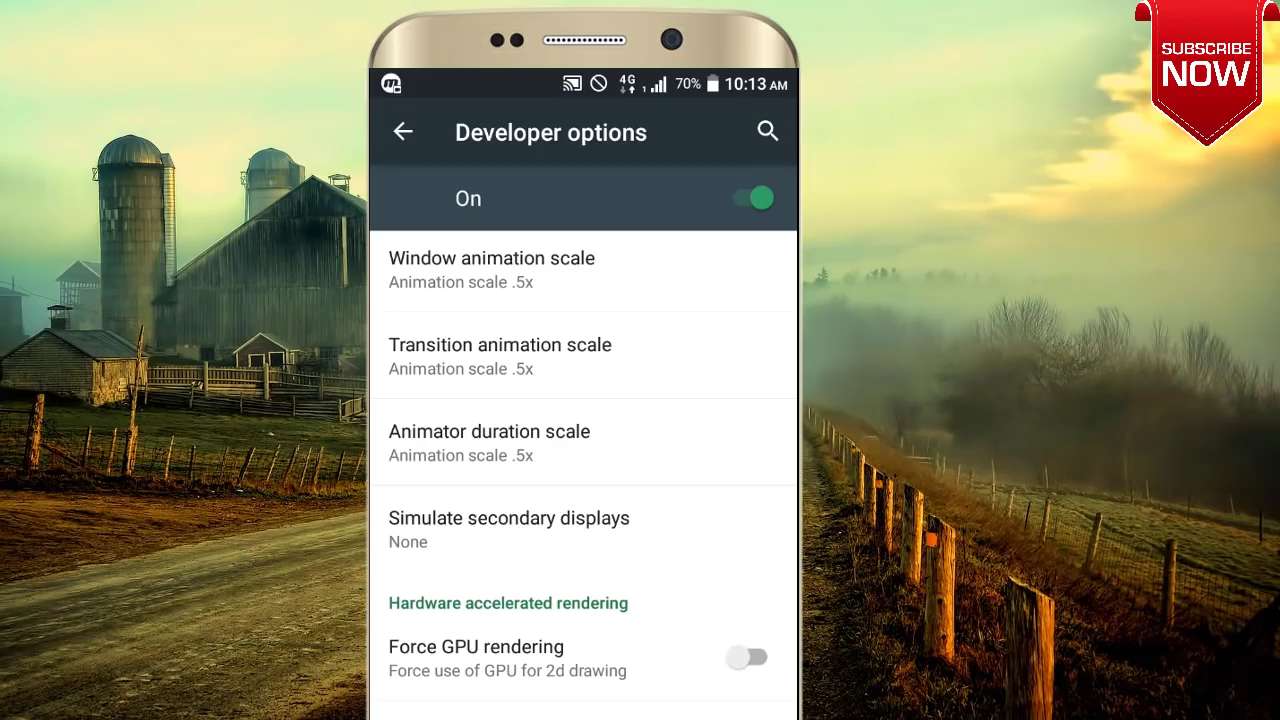 SUBSCRIBE
NOW
4G 1 70% 10:13 AM
Developer options
On
Window animation scale
Animation scale .5x
Transition animation scale
Animation scale .5x
Animator duration scale
Animation scale .5x
Simulate secondary displays
None
Hardware accelerated rendering
Force GPU rendering
Force use of GPU for 2d drawing